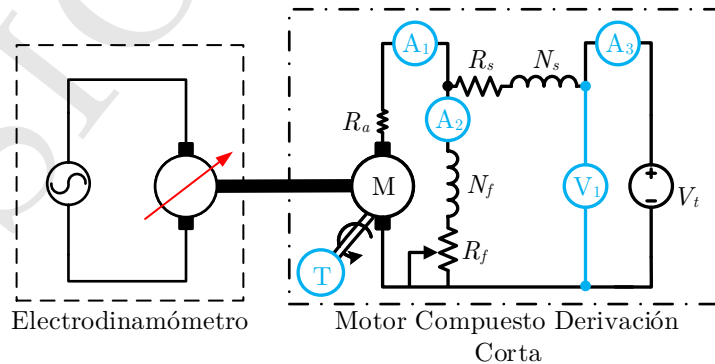 A1
A3
Rs
Ns
A2
Ra
M
Nf
V1
Vt
Rf
T
Electrodinamómetro
Motor Compuesto Derivación
Corta